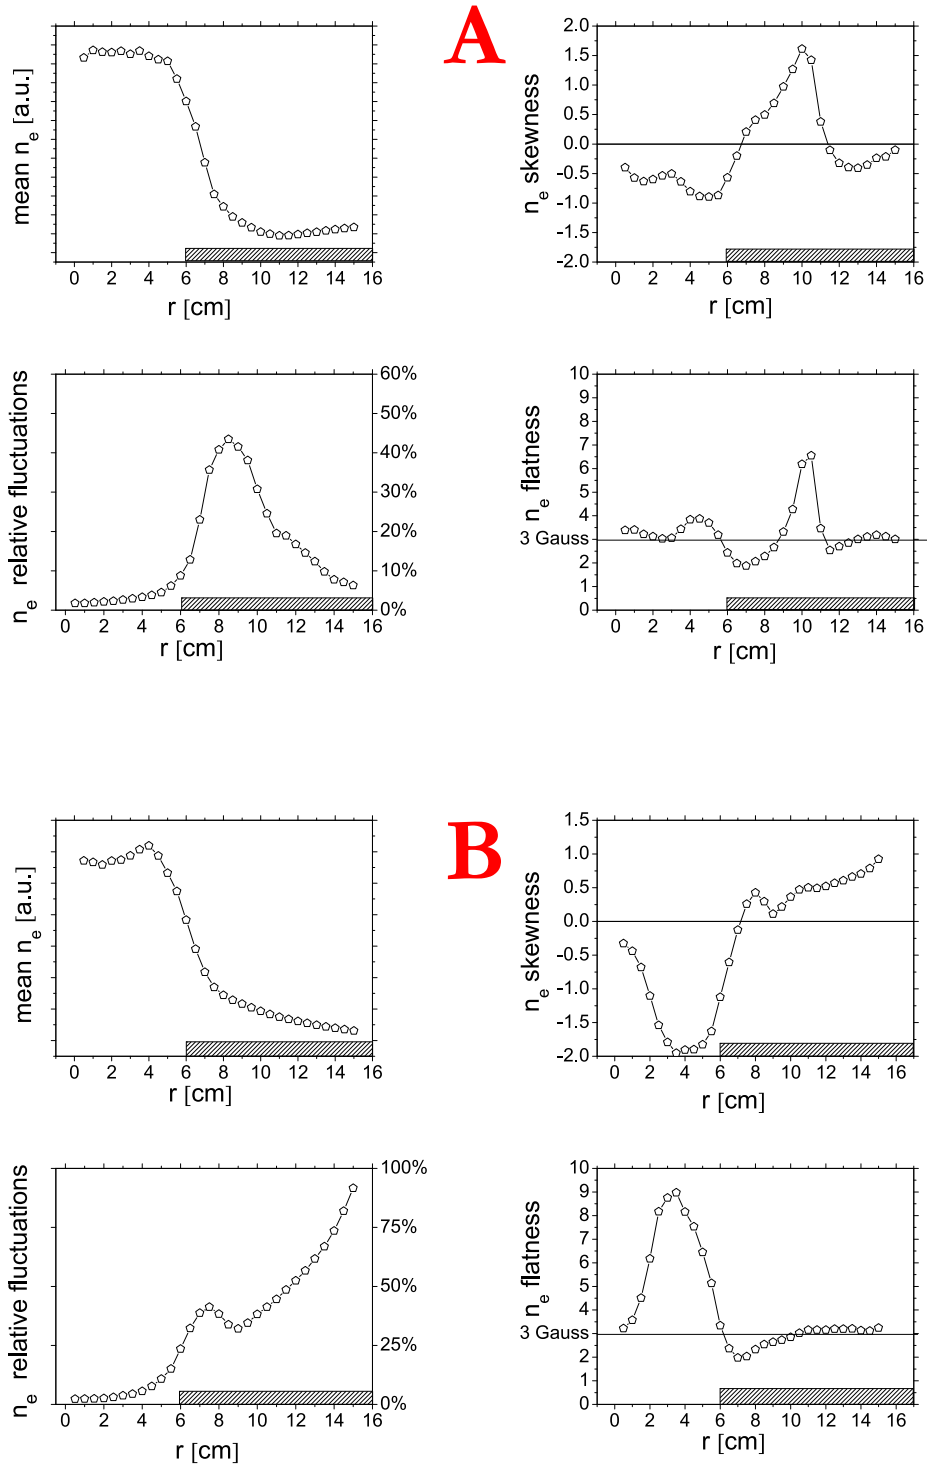 A
mean n_e [a.u.]
0 2 4 6 8 10 12 14 16
r [cm]
n_e skewness
2.0
1.5
1.0
0.5
0.0
-0.5
-1.0
-1.5
-2.0
0 2 4 6 8 10 12 14 16
r [cm]
n_e relative fluctuations
60%
50%
40%
30%
20%
10%
0%
0 2 4 6 8 10 12 14 16
r [cm]
n_e flatness
10
9
8
7
6
5
4
3 Gauss
2
1
0
0 2 4 6 8 10 12 14 16
r [cm]
B
mean n_e [a.u.]
0 2 4 6 8 10 12 14 16
r [cm]
n_e skewness
1.5
1.0
0.5
0.0
-0.5
-1.0
-1.5
-2.0
0 2 4 6 8 10 12 14 16
r [cm]
n_e relative fluctuations
100%
75%
50%
25%
0%
0 2 4 6 8 10 12 14 16
r [cm]
n_e flatness
10
9
8
7
6
5
4
3 Gauss
2
1
0
0 2 4 6 8 10 12 14 16
r [cm]